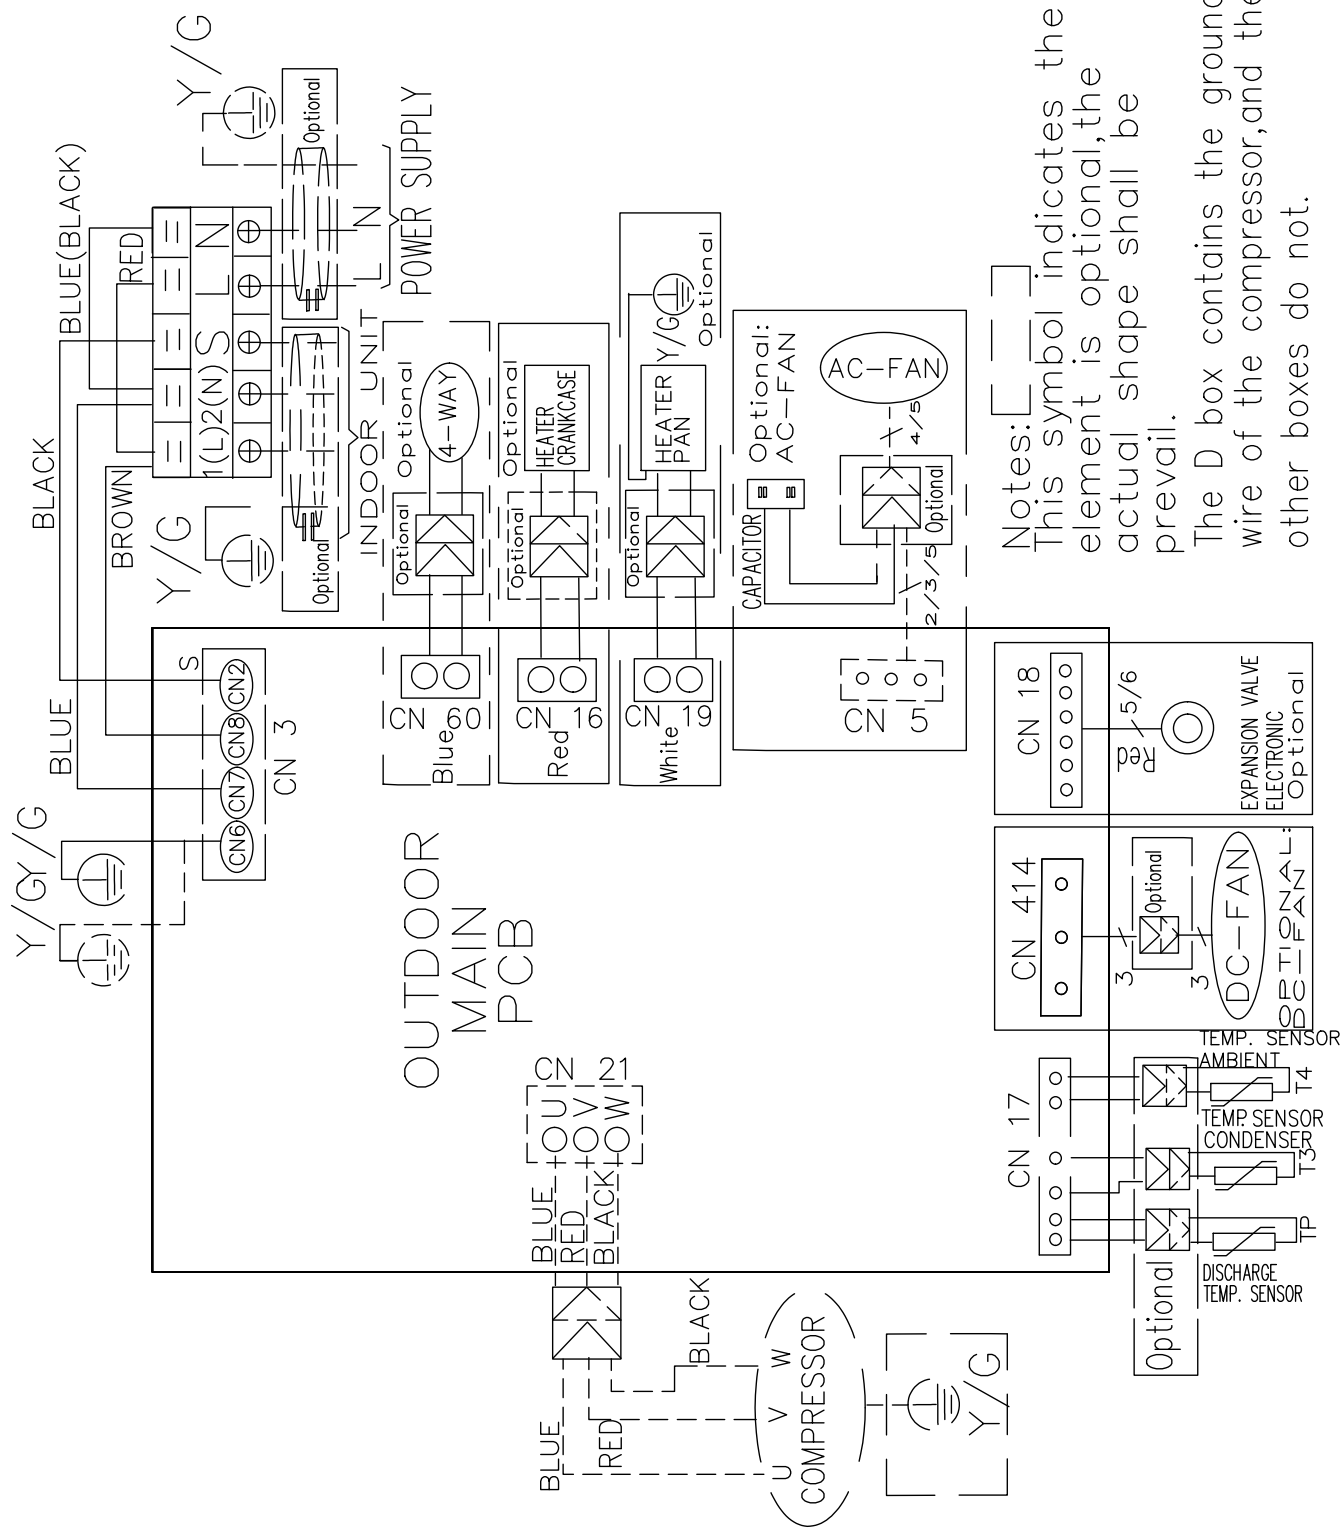 Y/G
Y/G
Y/G
Y/G
BLUE
BLACK
BROWN
BLUE(BLACK)
RED
1(L)
2(N)
S
L
N
Optional
INDOOR UNIT
Optional
L
N
POWER SUPPLY
S
CN6
CN7
CN8
CN2
CN 3
OUTDOOR
MAIN
PCB
CN 60
Blue
Optional
Optional
4-WAY
CN 16
Red
Optional
Optional
HEATER
CRANKCASE
CN 19
White
Optional
HEATER
PAN
Y/G
Optional
CN 5
2/3/5
CAPACITOR
Optional
4/5
AC-FAN
Optional:
AC-FAN
CN 21
U
V
W
BLUE
RED
BLACK
BLUE
RED
BLACK
U
V
W
COMPRESSOR
Y/G
CN 17
Optional
TP
DISCHARGE
TEMP. SENSOR
T3
TEMP. SENSOR
CONDENSER
T4
TEMP. SENSOR
AMBIENT
CN 414
3
Optional
3
DC-FAN
OPTIONAL:
DC-FAN
CN 18
5/6
Red
EXPANSION VALVE
ELECTRONIC
Optional
Notes:
This symbol indicates the
element is optional,the
actual shape shall be
prevail.
The D box contains the ground
wire of the compressor,and the
other boxes do not.